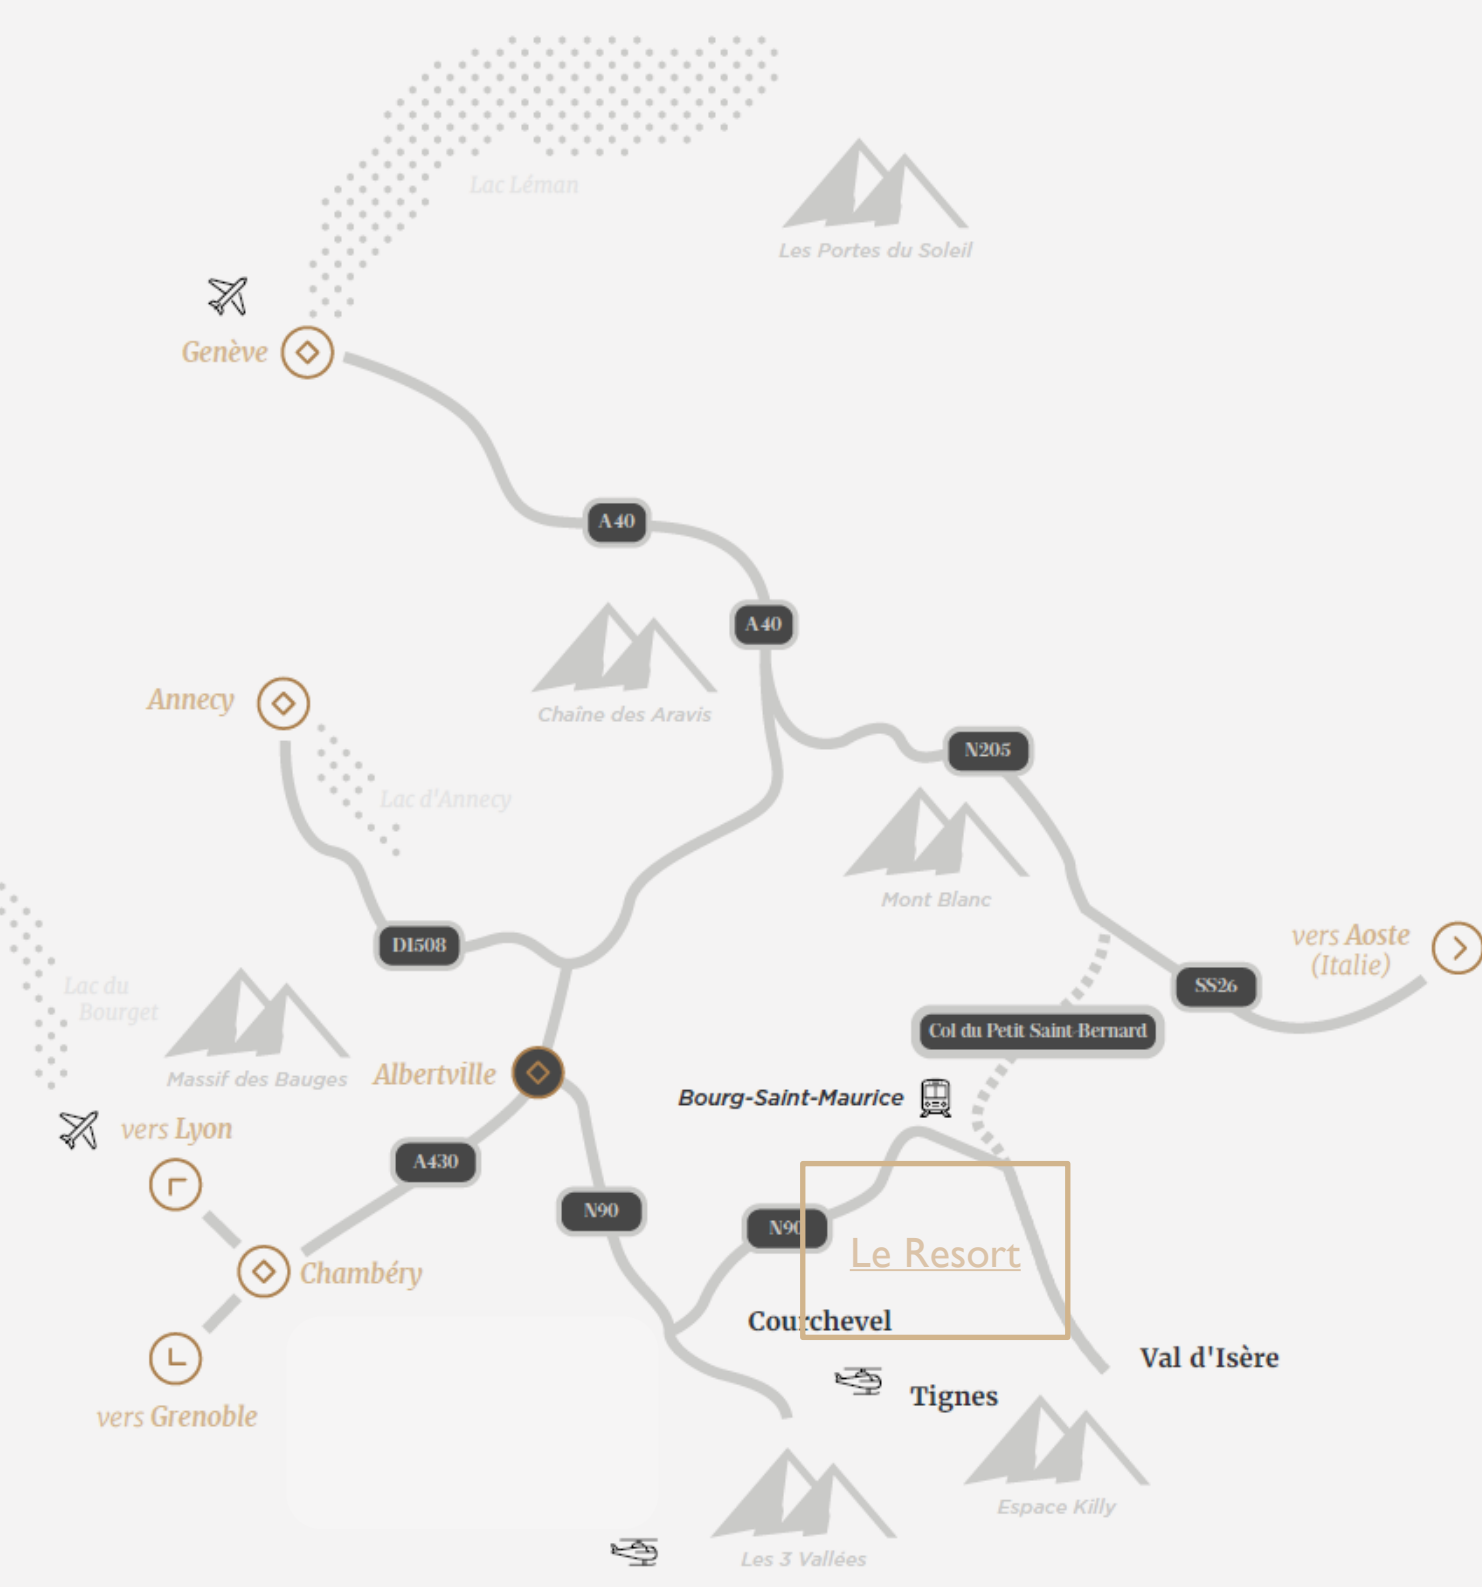 Lac Léman
Les Portes du Soleil
Genève
A40
A40
Chaîne des Aravis
Annecy
N205
Lac d'Annecy
Mont Blanc
vers Aoste
(Italie)
D1508
SS26
Lac du
Bourget
Col du Petit Saint-Bernard
Massif des Bauges
Albertville
Bourg-Saint-Maurice
vers Lyon
A430
N90
N90
Le Resort
Chambéry
Courchevel
Val d'Isère
Tignes
vers Grenoble
Espace Killy
Les 3 Vallées